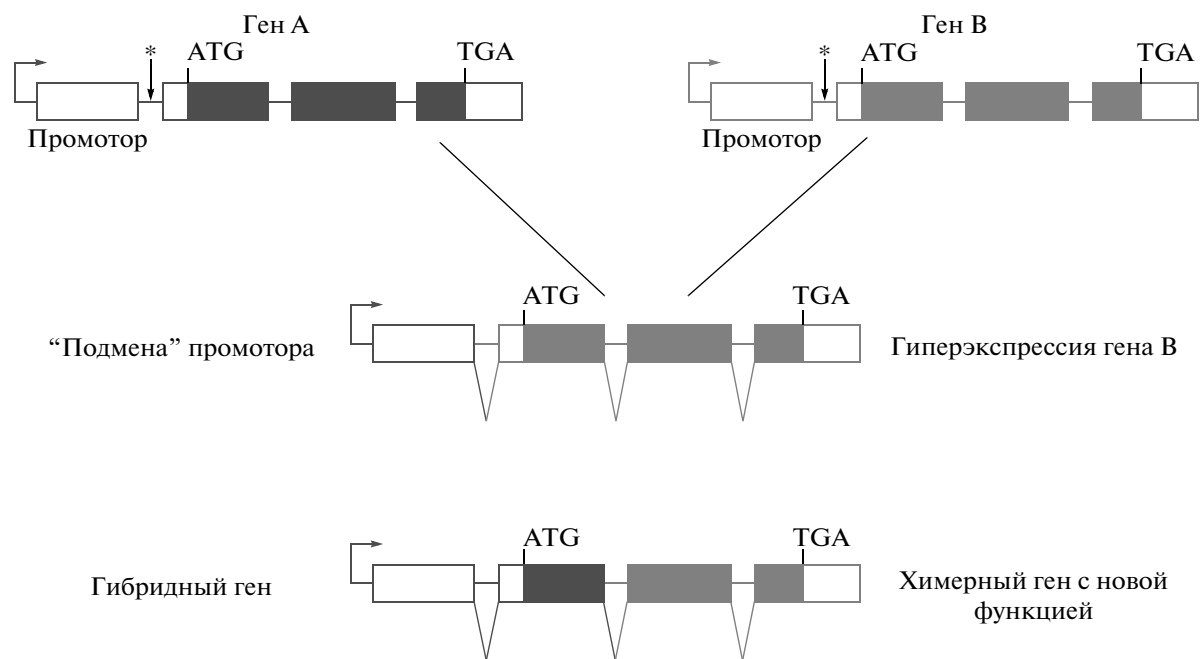 Ген A
Ген B
*
ATG
TGA
*
ATG
TGA
Промотор
Промотор
ATG
TGA
“Подмена” промотора
Гиперэкспрессия гена B
ATG
TGA
Гибридный ген
Химерный ген с новой
функцией